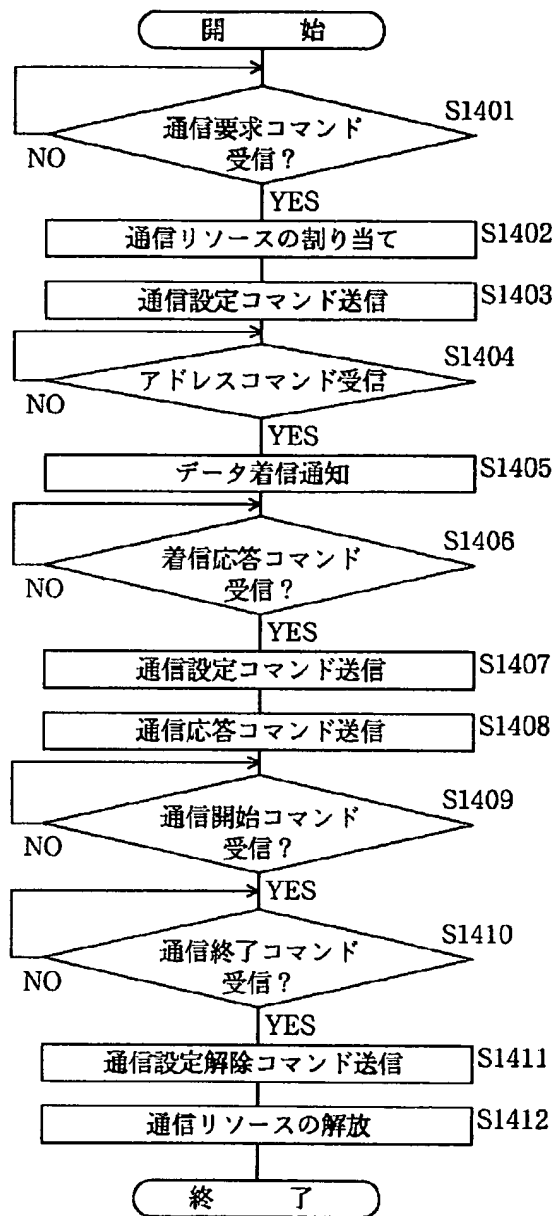 開　始
通信要求コマンド
受信？
S1401
NO
YES
通信リソースの割り当て
S1402
通信設定コマンド送信
S1403
アドレスコマンド受信
S1404
NO
YES
データ着信通知
S1405
着信応答コマンド
受信？
S1406
NO
YES
通信設定コマンド送信
S1407
通信応答コマンド送信
S1408
通信開始コマンド
受信？
S1409
NO
YES
通信終了コマンド
受信？
S1410
NO
YES
通信設定解除コマンド送信
S1411
通信リソースの解放
S1412
終　了